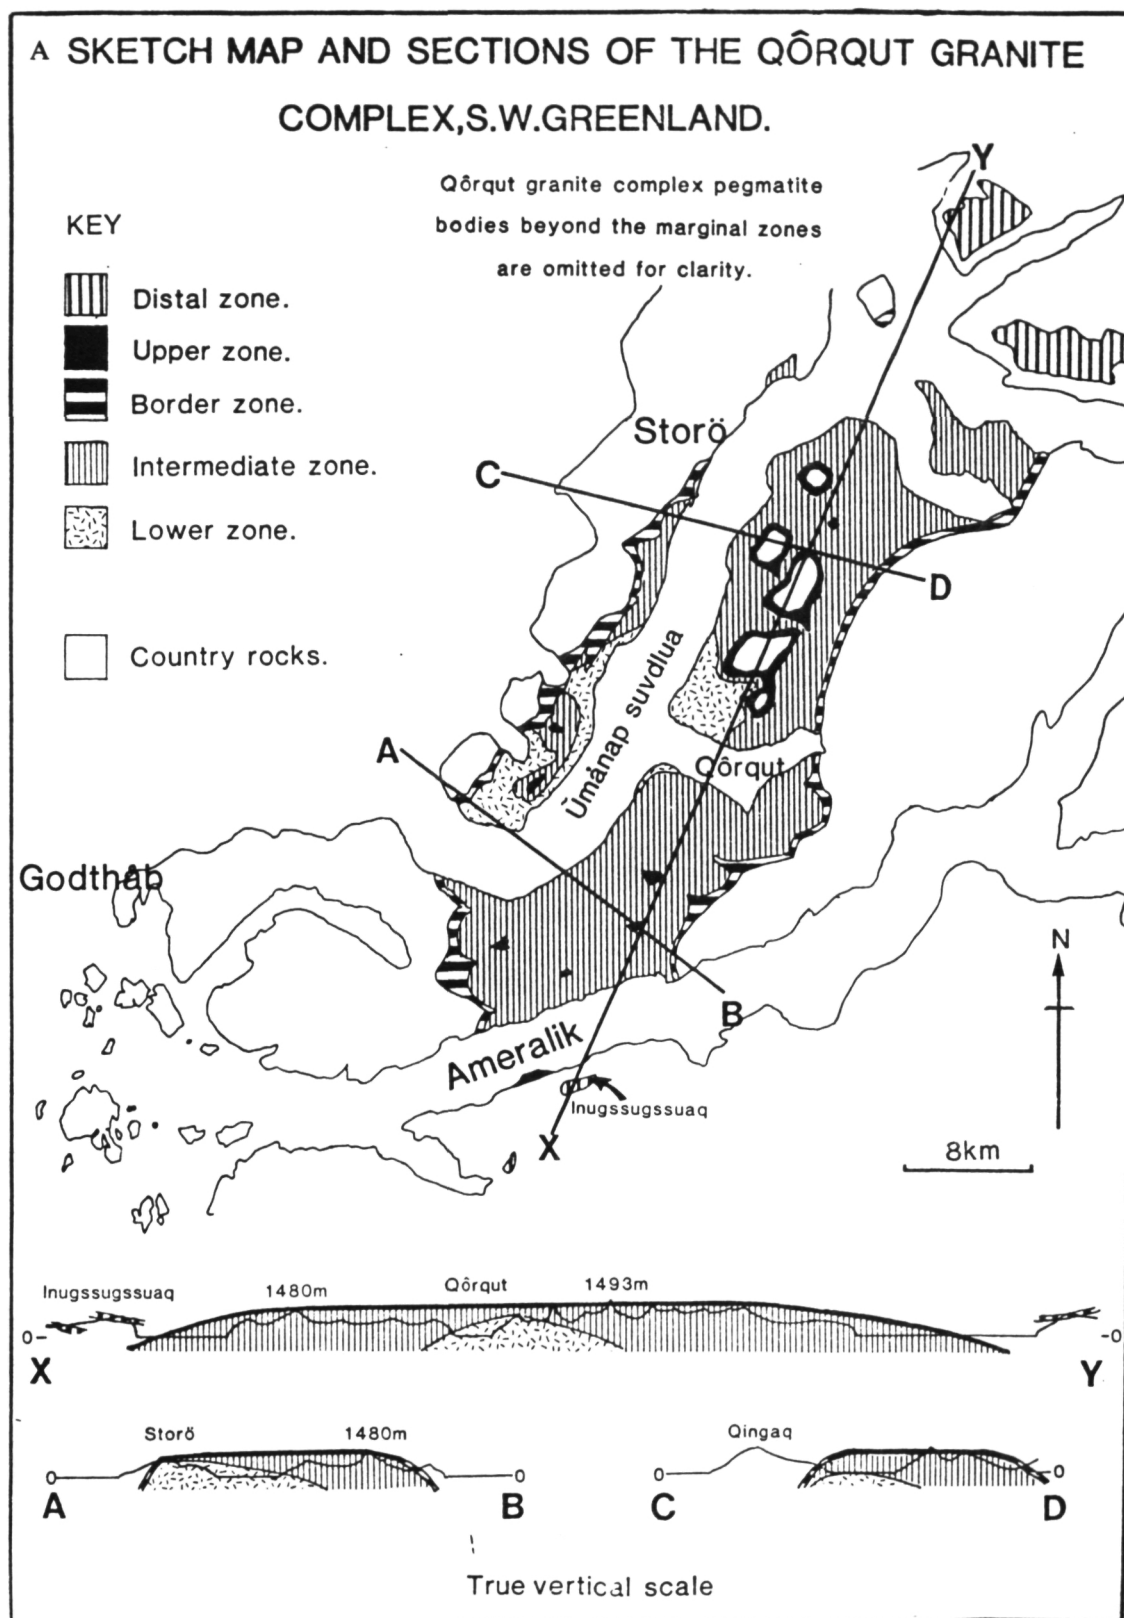 A SKETCH MAP AND SECTIONS OF THE QÔRQUT GRANITE
COMPLEX,S.W.GREENLAND.
Qôrqut granite complex pegmatite
bodies beyond the marginal zones
are omitted for clarity.
KEY
Distal zone.
Upper zone.
Border zone.
Intermediate zone.
Lower zone.
Country rocks.
Y
Storö
C
D
Ũmánap suvdlua
A
Qôrqut
Godthåb
B
N
Ameralik
Inugssugssuaq
X
8km
Inugssugssuaq
1480m
Qôrqut
1493m
0
-0
X
Y
Storö
1480m
Qingaq
0
0
0
0
A
B
C
D
True vertical scale